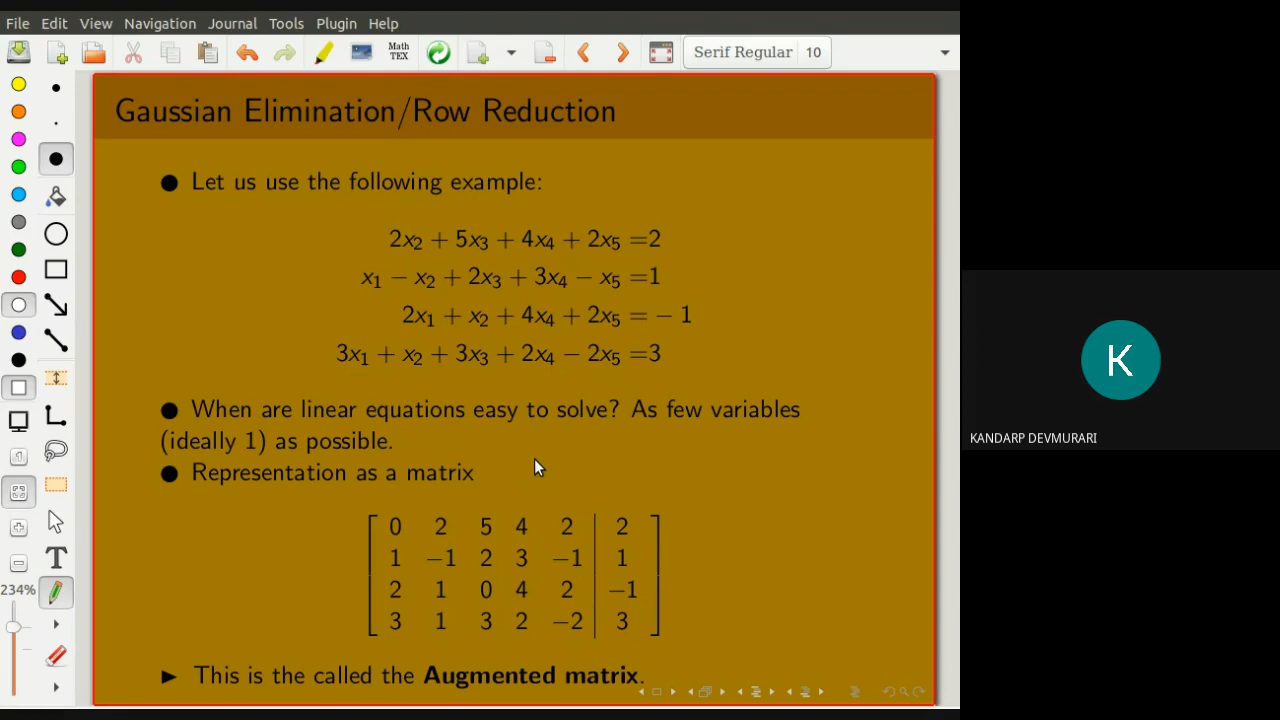 File Edit View Navigation Journal Tools Plugin Help
Math
TEX
Serif Regular 10
Gaussian Elimination/Row Reduction
● Let us use the following example:
2x₂ + 5x₃ + 4x₄ + 2x₅ =2
x₁ − x₂ + 2x₃ + 3x₄ − x₅ =1
2x₁ + x₂ + 4x₄ + 2x₅ = − 1
3x₁ + x₂ + 3x₃ + 2x₄ − 2x₅ =3
● When are linear equations easy to solve? As few variables
(ideally 1) as possible.
● Representation as a matrix
0 2 5 4 2 | 2
1 −1 2 3 −1 | 1
2 1 0 4 2 | −1
3 1 3 2 −2 | 3
► This is the called the Augmented matrix.
234%
T
K
KANDARP DEVMURARI